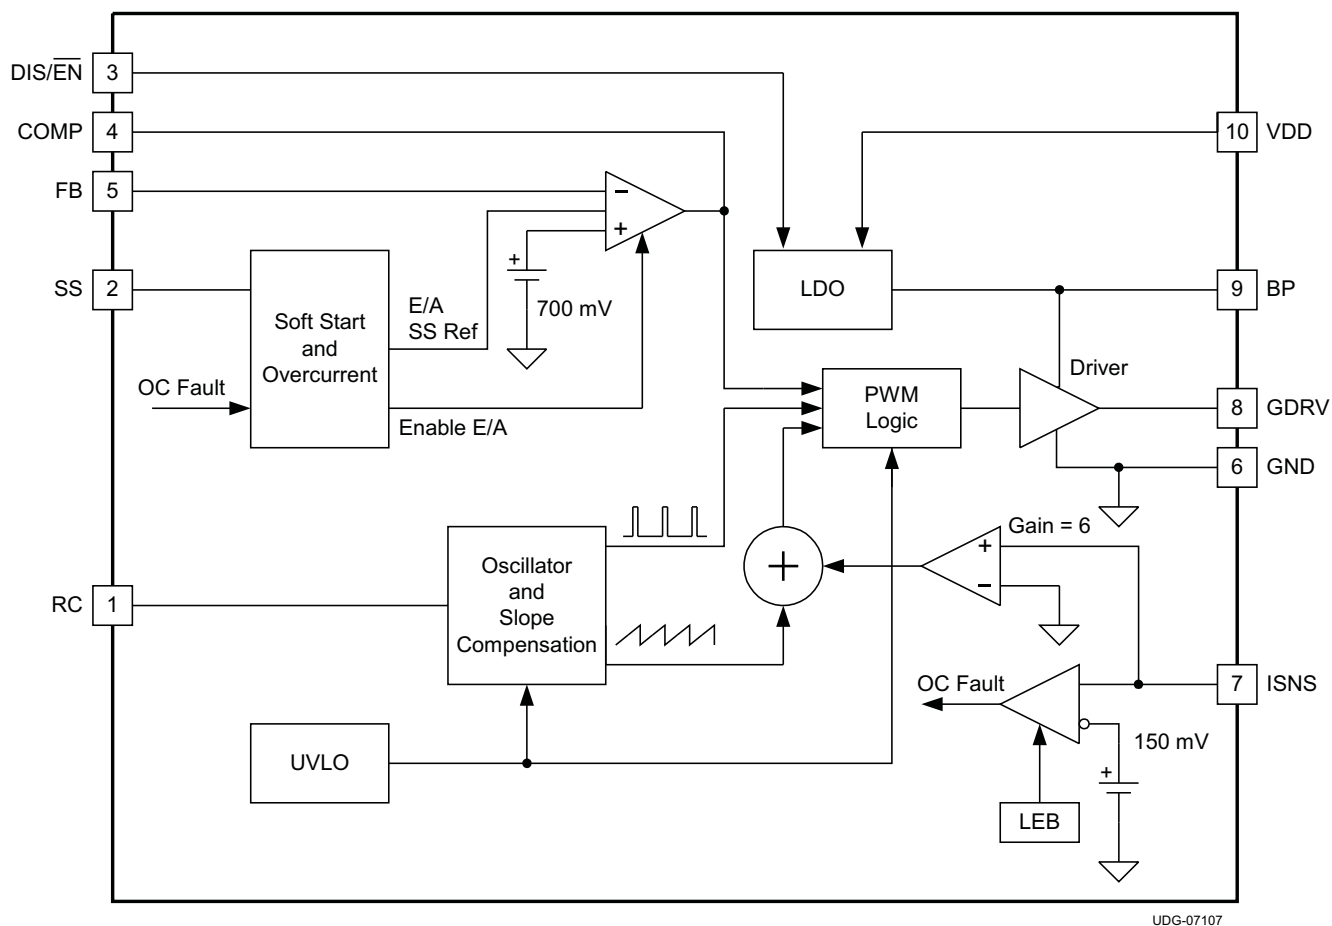 DIS/EN
3
COMP
4
10
VDD
FB
5
−
+
SS
2
+
700 mV
E/A
SS Ref
LDO
9
BP
Soft Start
and
Overcurrent
OC Fault
Enable E/A
PWM
Logic
Driver
8
GDRV
6
GND
Gain = 6
+
−
+
Oscillator
and
Slope
Compensation
RC
1
OC Fault
7
ISNS
150 mV
+
UVLO
LEB
UDG-07107